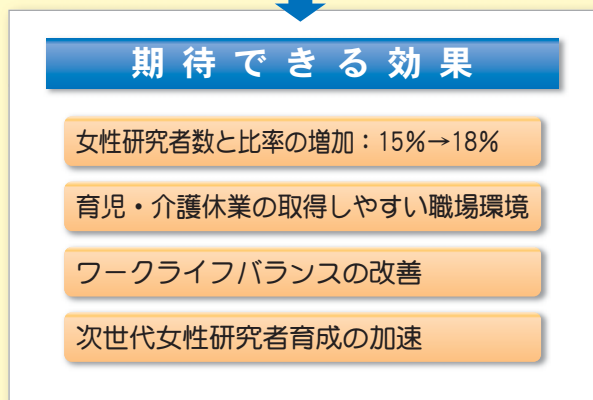 期待できる効果
女性研究者数と比率の増加：15%→18%
育児・介護休業の取得しやすい職場環境
ワークライフバランスの改善
次世代女性研究者育成の加速